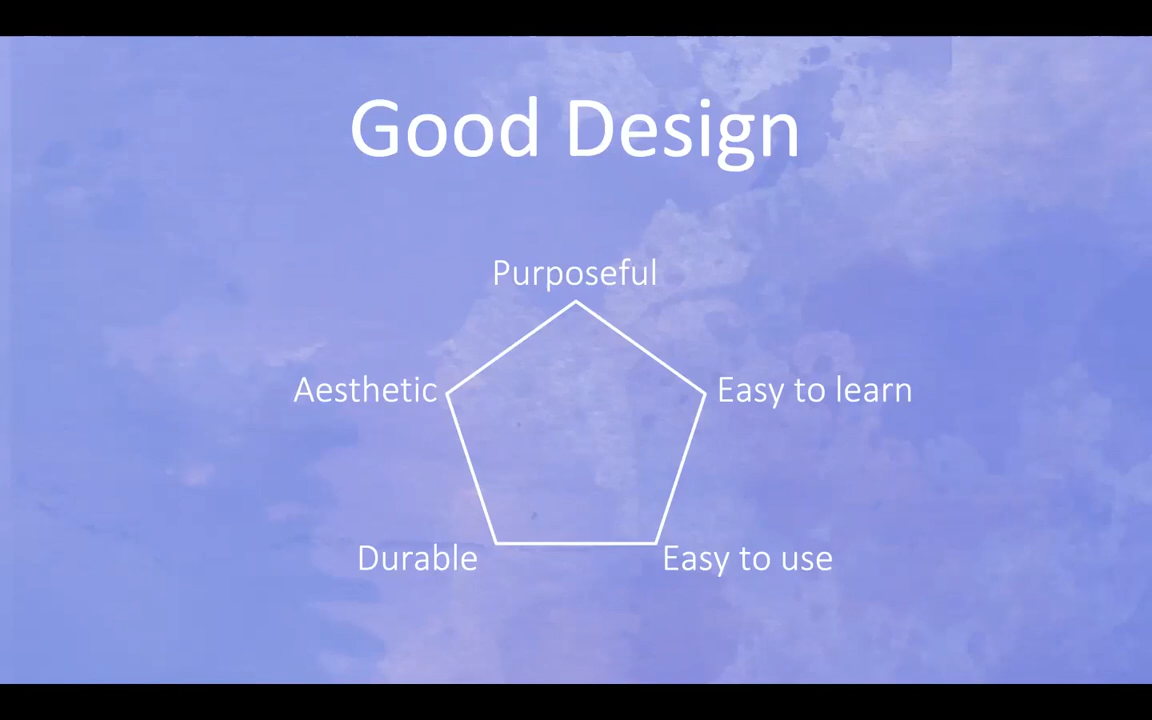 Good Design
Purposeful
Aesthetic
Easy to learn
Durable
Easy to use